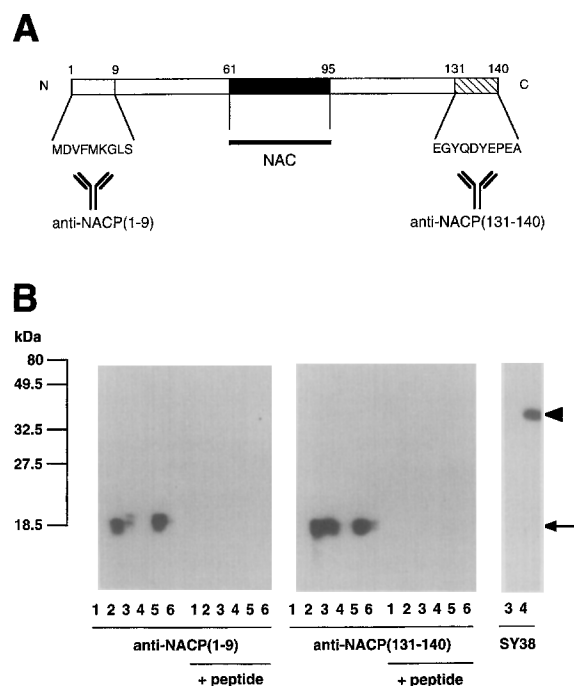 A
1 9 61 95 131 140
N C
MDVFMKGLS EGYQDYEPEA
NAC
anti-NACP(1-9) anti-NACP(131-140)
B
kDa
80
49.5
32.5
27.5
18.5
1 2 3 4 5 6 1 2 3 4 5 6 1 2 3 4 5 6 1 2 3 4 5 6 3 4
anti-NACP(1-9) anti-NACP(131-140) SY38
+ peptide + peptide